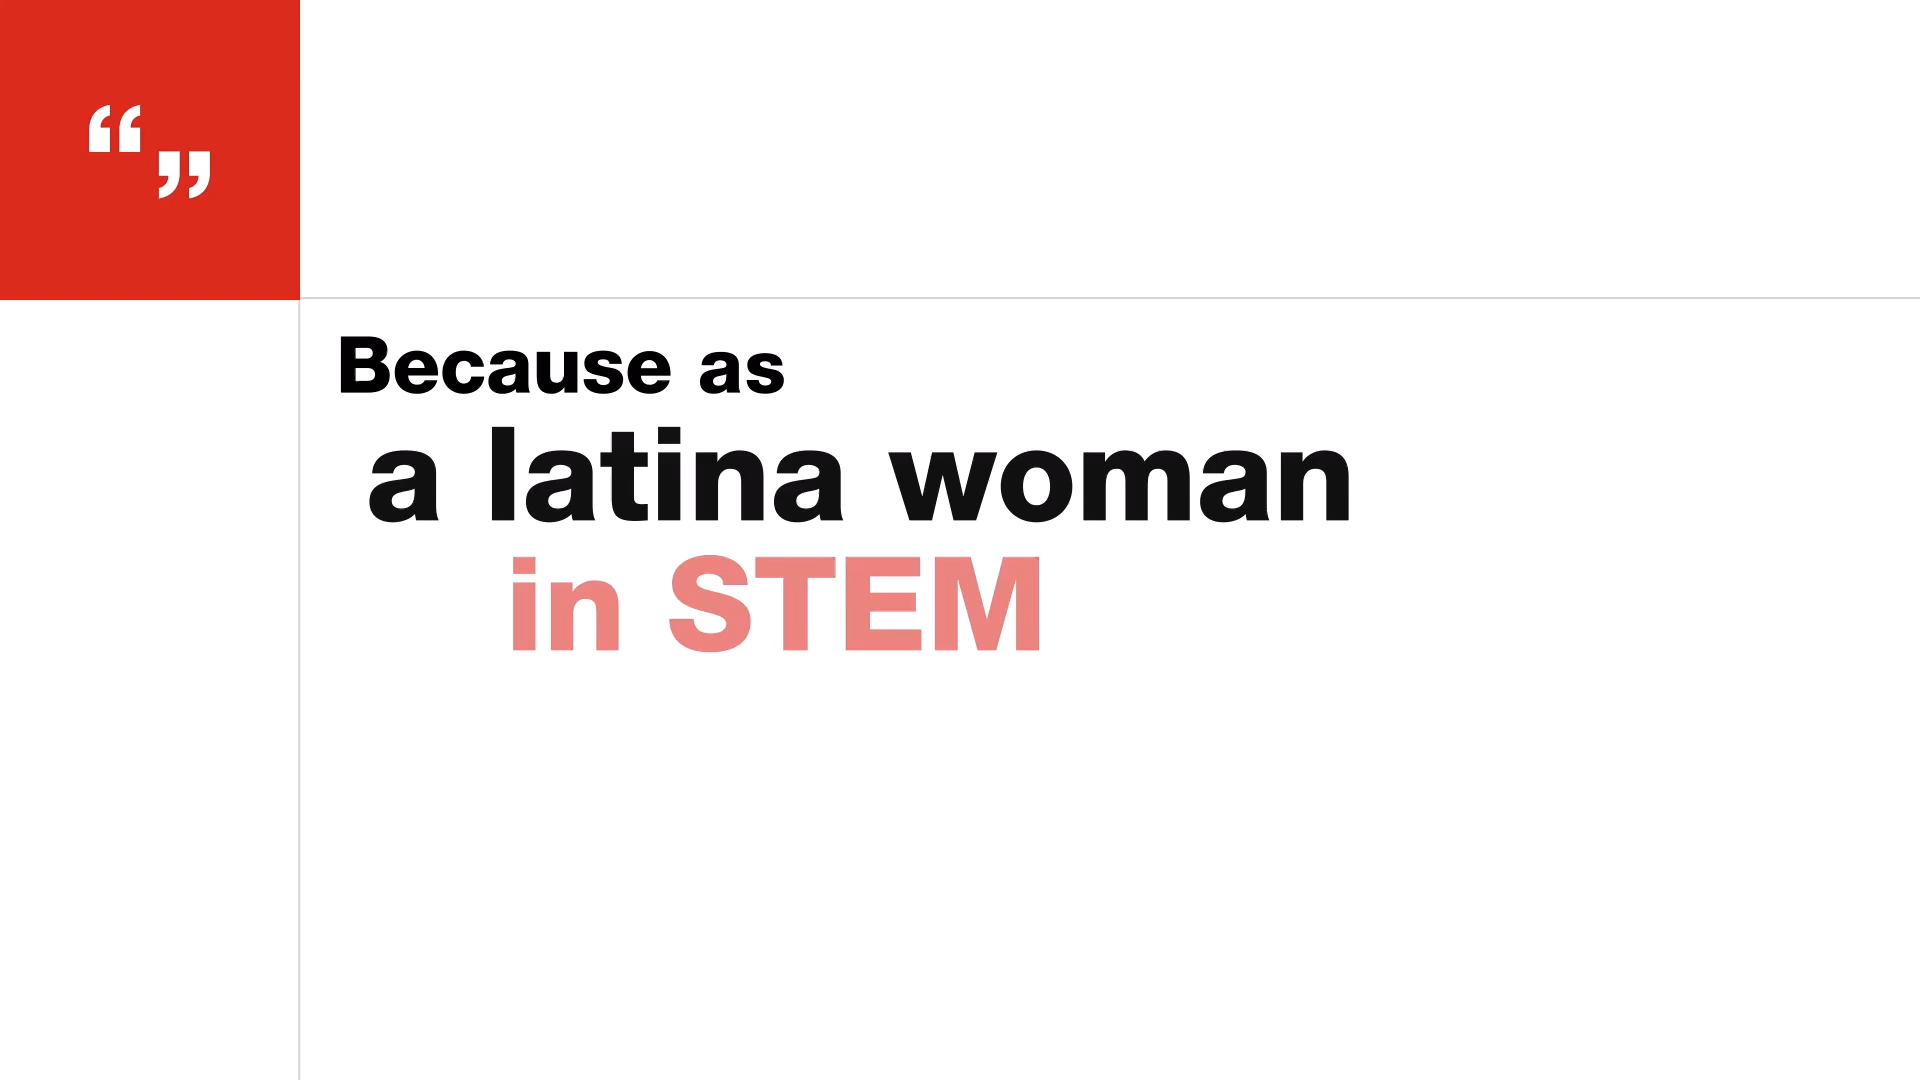 “ ”
Because as
a latina woman
in STEM